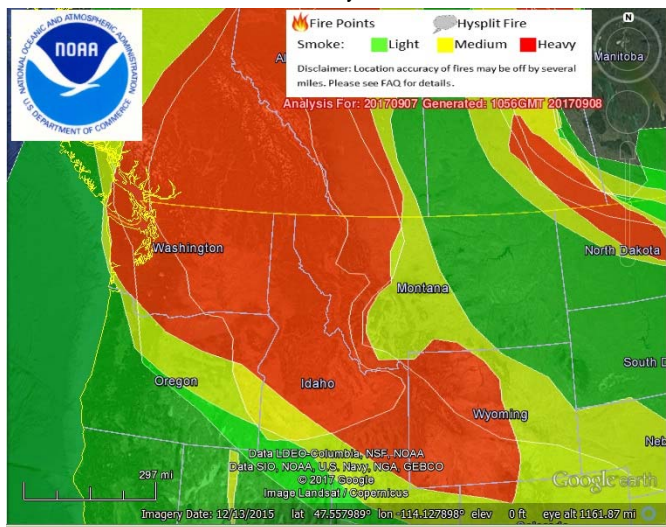 NATIONAL OCEANIC AND ATMOSPHERIC ADMINISTRATION
NOAA
U.S. DEPARTMENT OF COMMERCE
Fire Points Hysplit Fire
Smoke: Light Medium Heavy
Disclaimer: Location accuracy of fires may be off by several
miles. Please see FAQ for details.
Analysis For: 20170907 Generated: 1056GMT 20170908
N
Manitoba
Washington
North Dakota
Montana
South D
Oregon
Idaho
Wyoming
Neb
Data LDEO-Columbia, NSF, NOAA
Data SIO, NOAA, U.S. Navy, NGA, GEBCO
© 2017 Google
Image Landsat / Copernicus
297 mi
Google earth
Imagery Date: 12/13/2015 lat 47.557989° lon -114.127898° elev 0 ft eye alt 1161.87 mi